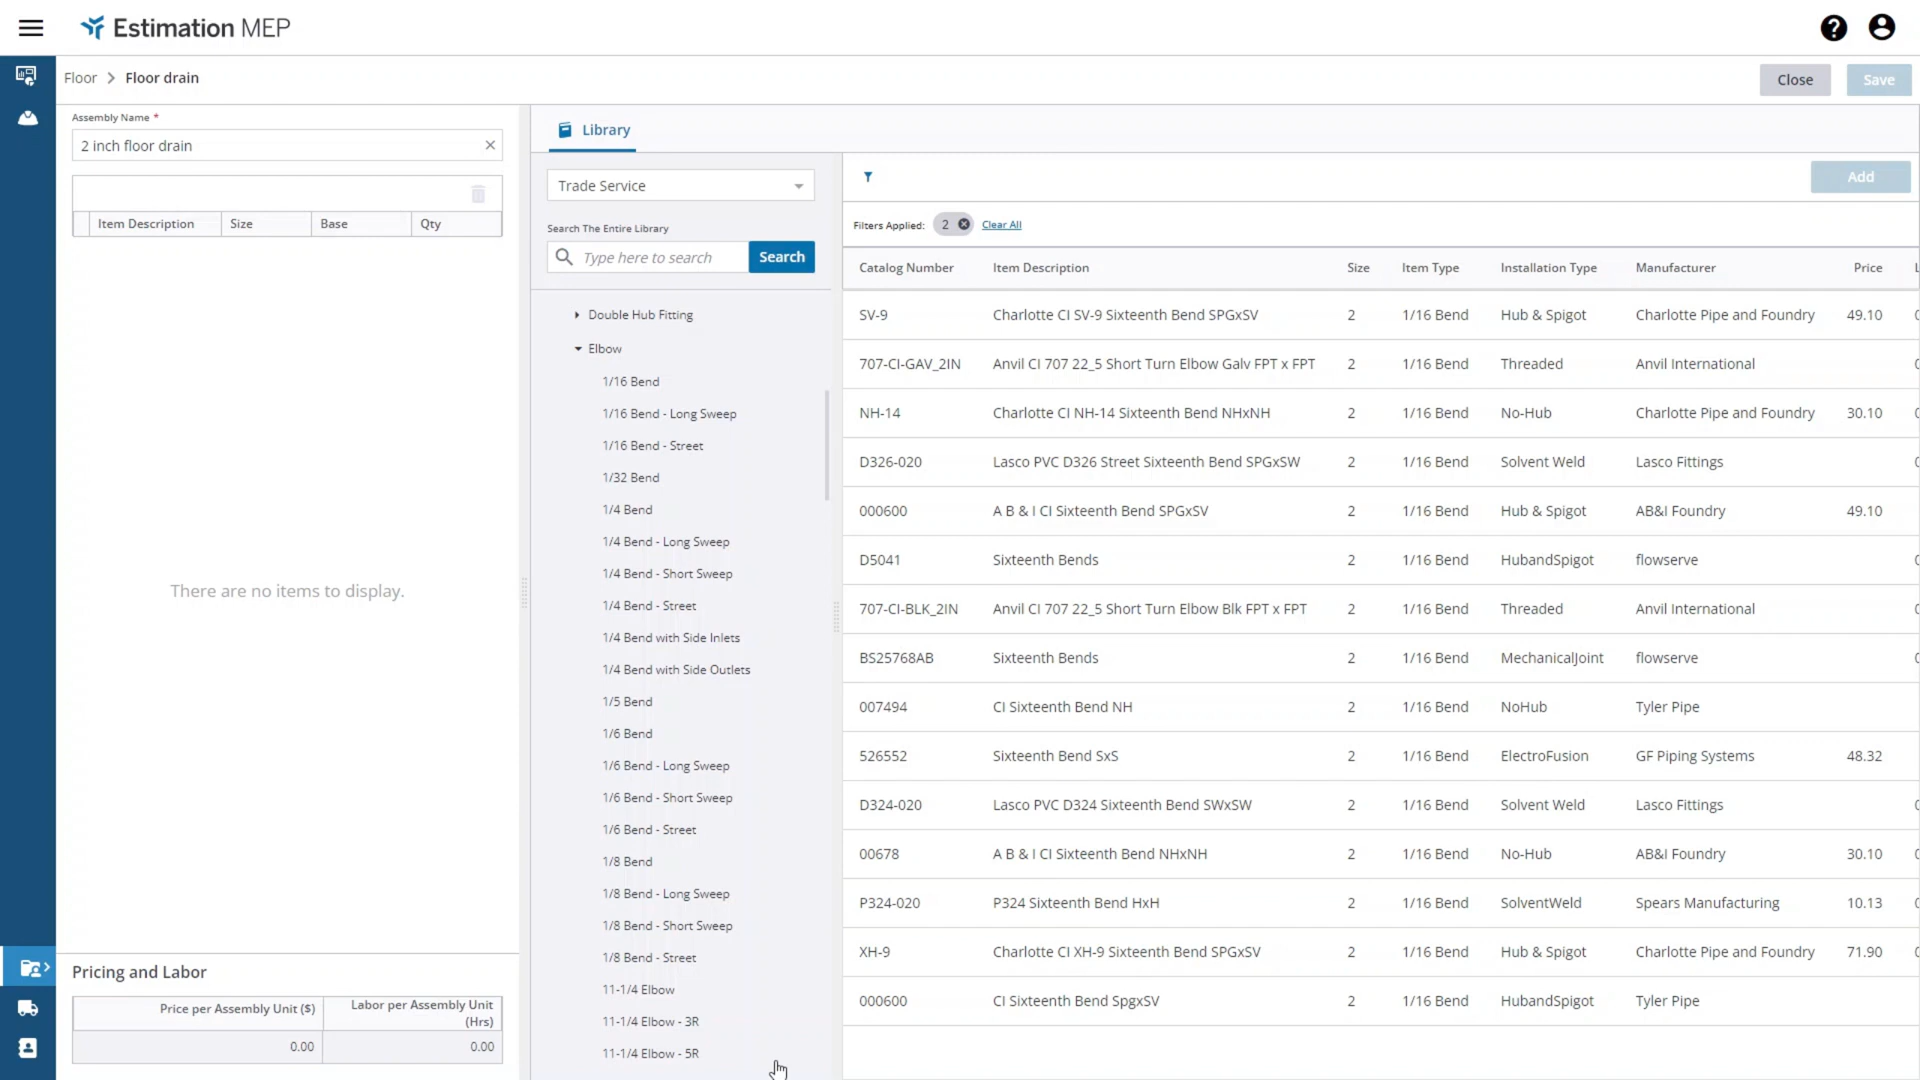 Estimation MEP
Floor > Floor drain
Close
Save
Assembly Name *
2 inch floor drain
Item Description Size Base Qty
There are no items to display.
Pricing and Labor
Price per Assembly Unit ($) Labor per Assembly Unit (Hrs)
0.00 0.00
Library
Trade Service
Search The Entire Library
Type here to search
Search
Double Hub Fitting
Elbow
1/16 Bend
1/16 Bend - Long Sweep
1/16 Bend - Street
1/32 Bend
1/4 Bend
1/4 Bend - Long Sweep
1/4 Bend - Short Sweep
1/4 Bend - Street
1/4 Bend with Side Inlets
1/4 Bend with Side Outlets
1/5 Bend
1/6 Bend
1/6 Bend - Long Sweep
1/6 Bend - Short Sweep
1/6 Bend - Street
1/8 Bend
1/8 Bend - Long Sweep
1/8 Bend - Short Sweep
1/8 Bend - Street
11-1/4 Elbow
11-1/4 Elbow - 3R
11-1/4 Elbow - 5R
Add
Filters Applied: 2 Clear All
Catalog Number Item Description Size Item Type Installation Type Manufacturer Price
SV-9 Charlotte CI SV-9 Sixteenth Bend SPGxSV 2 1/16 Bend Hub & Spigot Charlotte Pipe and Foundry 49.10
707-CI-GAV_2IN Anvil CI 707 22_5 Short Turn Elbow Galv FPT x FPT 2 1/16 Bend Threaded Anvil International
NH-14 Charlotte CI NH-14 Sixteenth Bend NHxNH 2 1/16 Bend No-Hub Charlotte Pipe and Foundry 30.10
D326-020 Lasco PVC D326 Street Sixteenth Bend SPGxSW 2 1/16 Bend Solvent Weld Lasco Fittings
000600 A B & I CI Sixteenth Bend SPGxSV 2 1/16 Bend Hub & Spigot AB&I Foundry 49.10
D5041 Sixteenth Bends 2 1/16 Bend HubandSpigot flowserve
707-CI-BLK_2IN Anvil CI 707 22_5 Short Turn Elbow Blk FPT x FPT 2 1/16 Bend Threaded Anvil International
BS25768AB Sixteenth Bends 2 1/16 Bend MechanicalJoint flowserve
007494 CI Sixteenth Bend NH 2 1/16 Bend NoHub Tyler Pipe
526552 Sixteenth Bend SxS 2 1/16 Bend ElectroFusion GF Piping Systems 48.32
D324-020 Lasco PVC D324 Sixteenth Bend SWxSW 2 1/16 Bend Solvent Weld Lasco Fittings
00678 A B & I CI Sixteenth Bend NHxNH 2 1/16 Bend No-Hub AB&I Foundry 30.10
P324-020 P324 Sixteenth Bend HxH 2 1/16 Bend SolventWeld Spears Manufacturing 10.13
XH-9 Charlotte CI XH-9 Sixteenth Bend SPGxSV 2 1/16 Bend Hub & Spigot Charlotte Pipe and Foundry 71.90
000600 CI Sixteenth Bend SpgxSV 2 1/16 Bend HubandSpigot Tyler Pipe